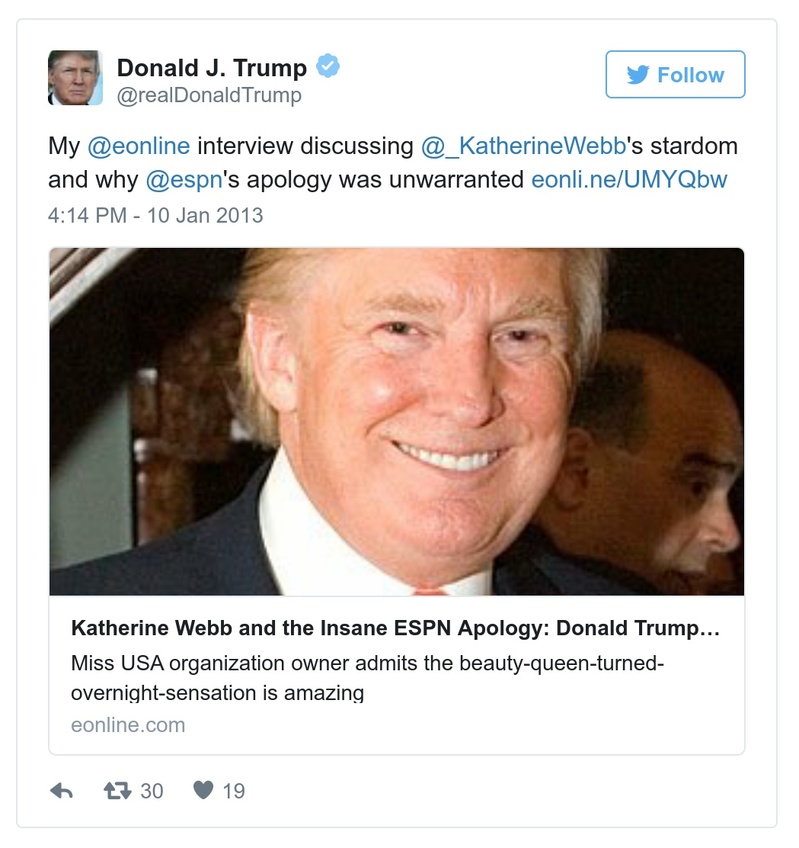 Donald J. Trump
@realDonaldTrump
Follow
My @eonline interview discussing @_KatherineWebb's stardom
and why @espn's apology was unwarranted eonli.ne/UMYQbw
4:14 PM - 10 Jan 2013
Katherine Webb and the Insane ESPN Apology: Donald Trump…
Miss USA organization owner admits the beauty-queen-turned-
overnight-sensation is amazing
eonline.com
30
19